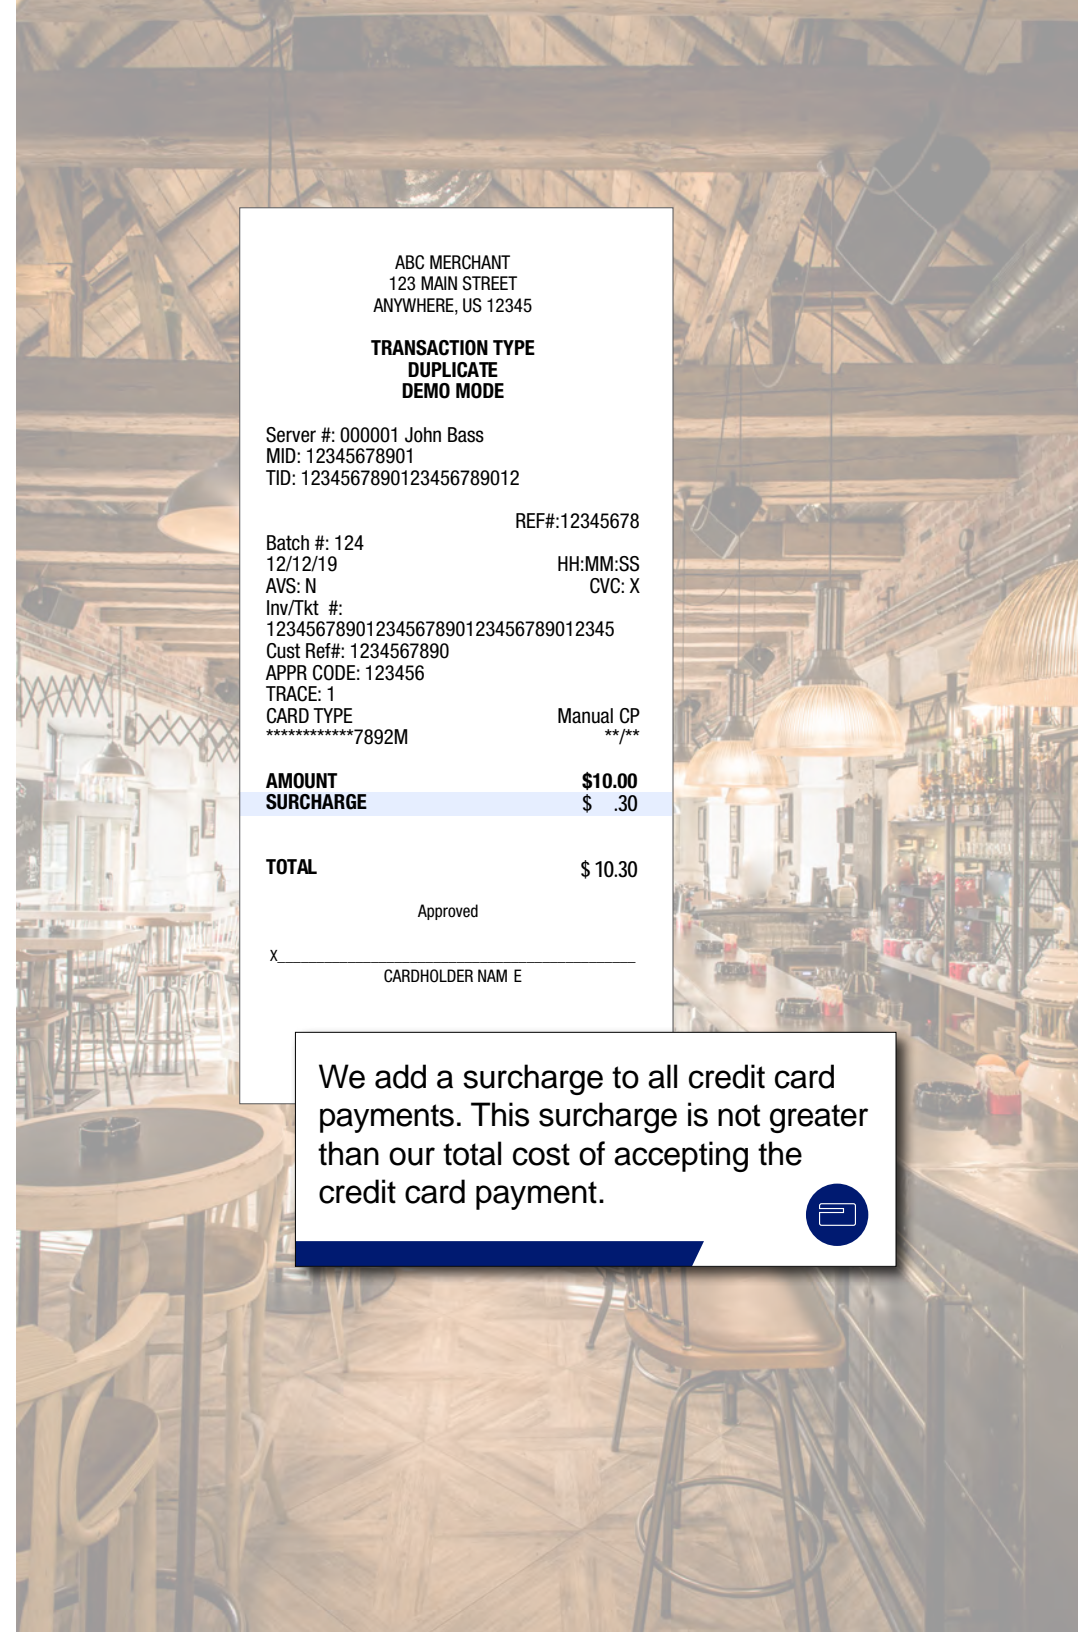 ABC MERCHANT
123 MAIN STREET
ANYWHERE, US 12345
TRANSACTION TYPE
DUPLICATE
DEMO MODE
Server #: 000001 John Bass
MID: 12345678901
TID: 1234567890123456789012
REF#:12345678
Batch #: 124
12/12/19 HH:MM:SS
AVS: N CVC: X
Inv/Tkt #:
12345678901234567890123456789012345
Cust Ref#: 1234567890
APPR CODE: 123456
TRACE: 1
CARD TYPE Manual CP
************7892M **/**
AMOUNT $10.00
SURCHARGE $ .30
TOTAL $ 10.30
Approved
X_______________________________________________
CARDHOLDER NAM E
We add a surcharge to all credit card
payments. This surcharge is not greater
than our total cost of accepting the
credit card payment.